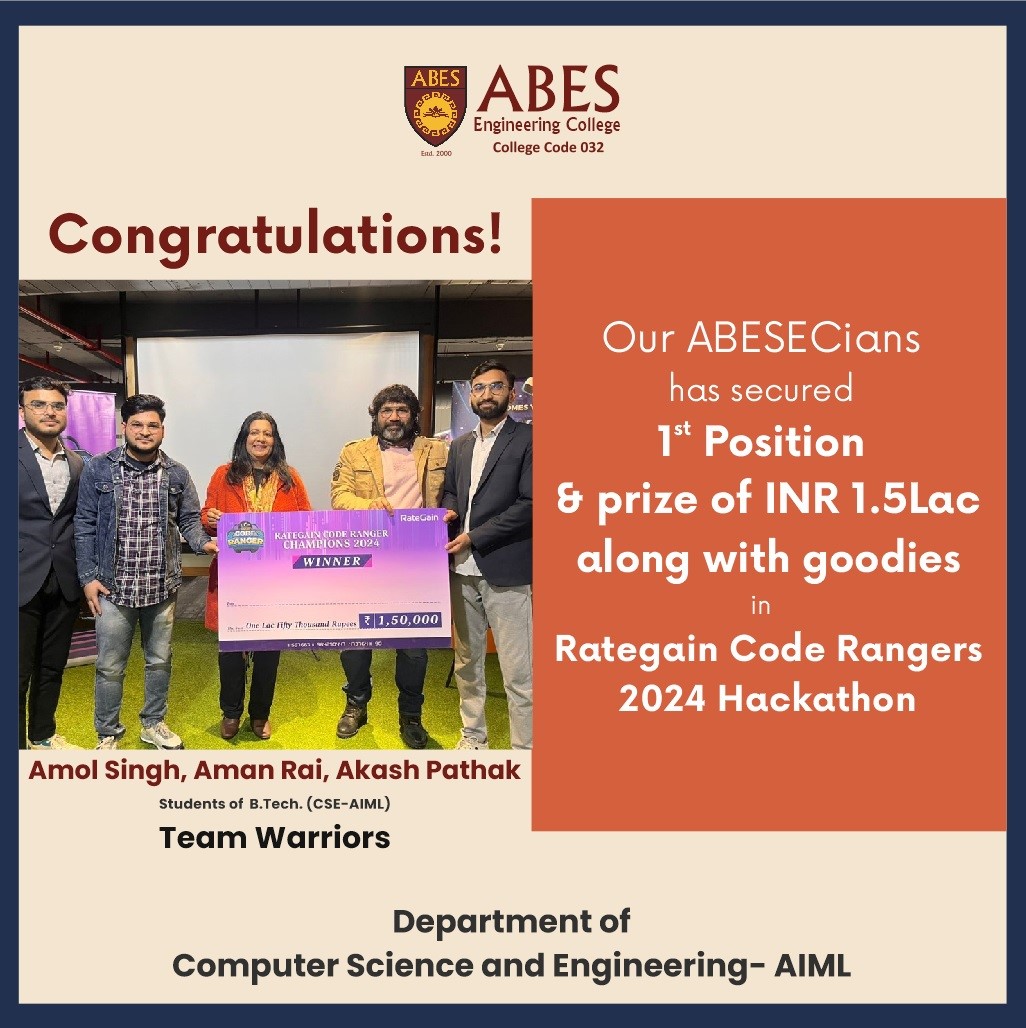 ABES
ABES
Engineering College
College Code 032
Estd. 2000
Congratulations!
RateGain
CODE
RANGER
RATEGAIN CODE RANGER
CHAMPIONS 2024
WINNER
One Lac Fifty Thousand Rupees ₹ 1,50,000
Amol Singh, Aman Rai, Akash Pathak
Students of B.Tech. (CSE-AIML)
Team Warriors
Our ABESECians
has secured
1st Position
& prize of INR 1.5Lac
along with goodies
in
Rategain Code Rangers
2024 Hackathon
Department of
Computer Science and Engineering- AIML